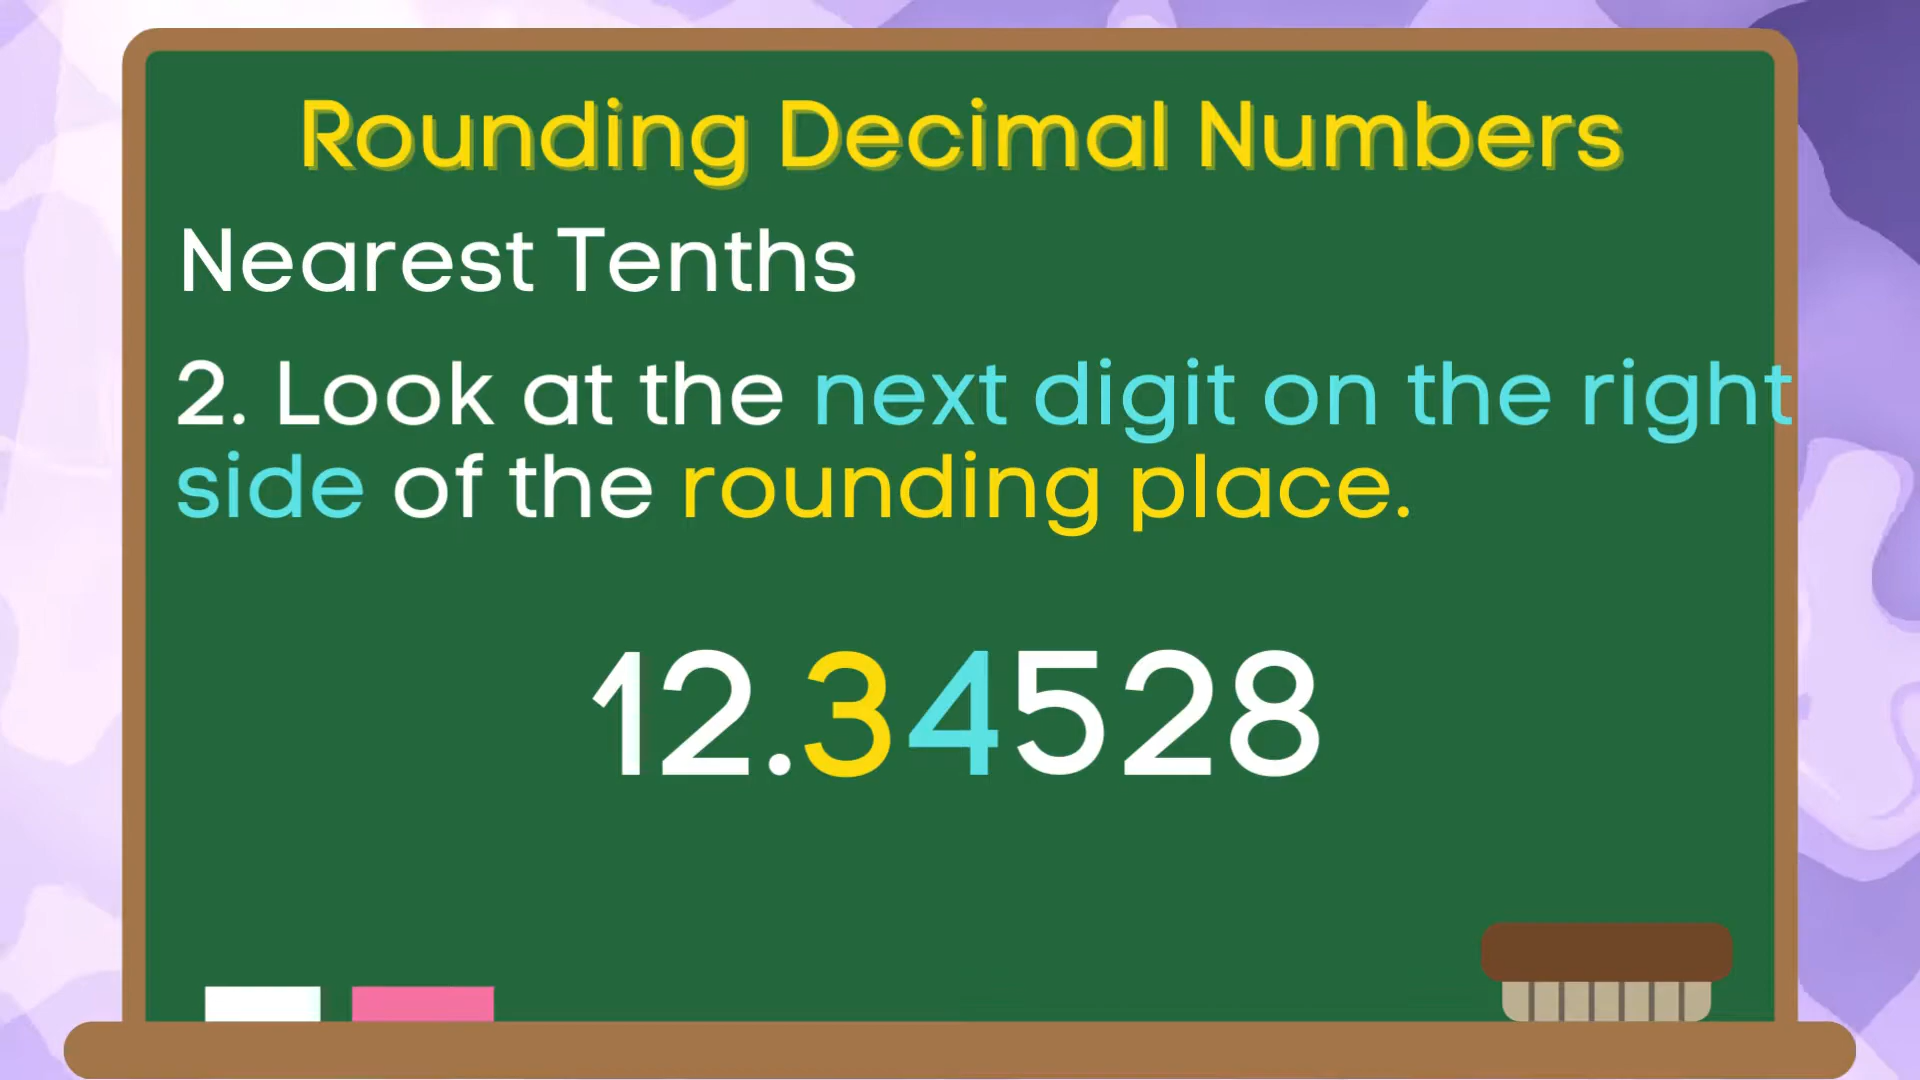 Rounding Decimal Numbers
Nearest Tenths
2. Look at the next digit on the right
side of the rounding place.
12.34528